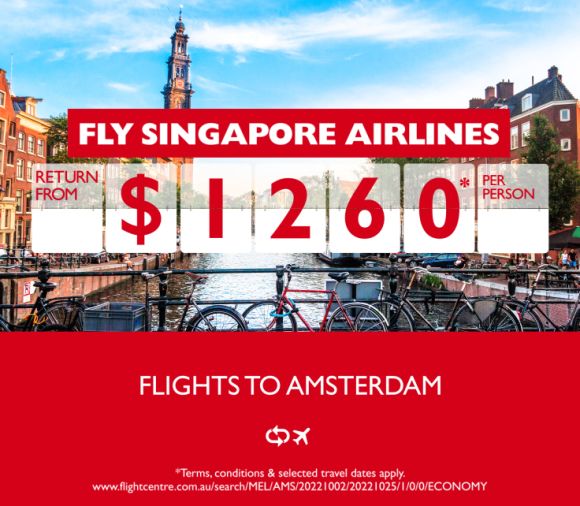 FLY SINGAPORE AIRLINES
RETURN
FROM
$1260*
PER
PERSON
FLIGHTS TO AMSTERDAM
*Terms, conditions & selected travel dates apply.
www.flightcentre.com.au/search/MEL/AMS/20221002/20221025/1/0/0/ECONOMY